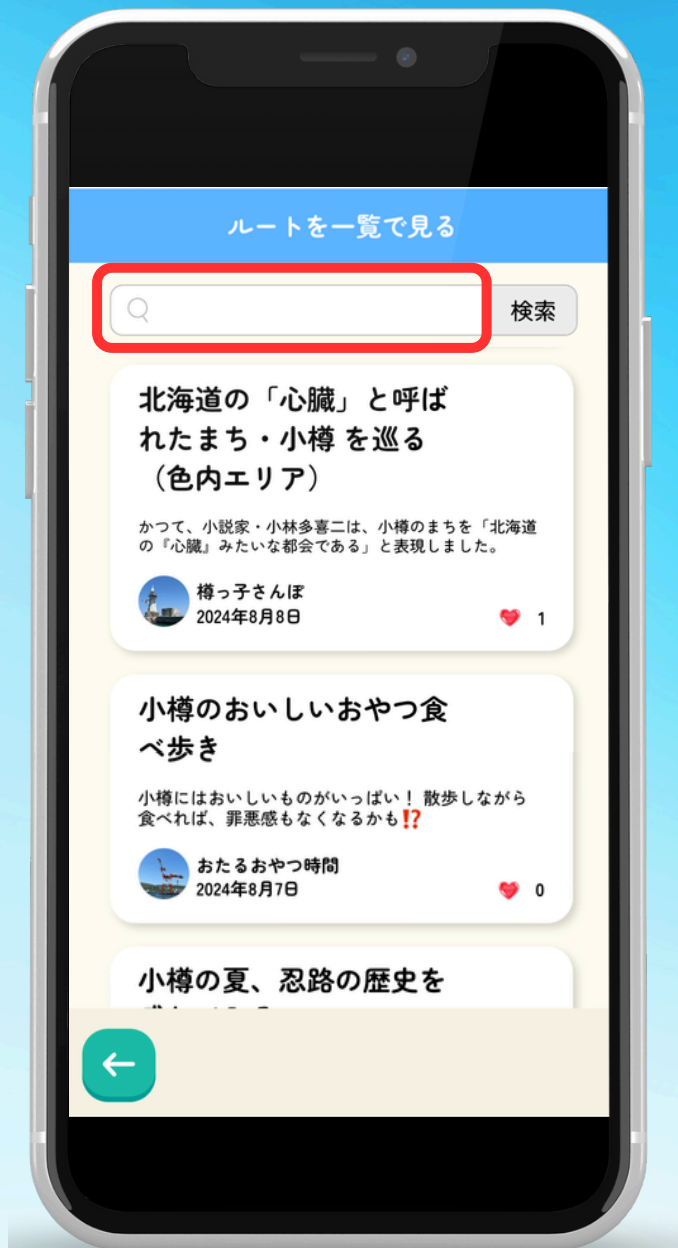 ルートを一覧で見る
検索
北海道の「心臓」と呼ば
れたまち・小樽 を巡る
（色内エリア）
かつて、小説家・小林多喜二は、小樽のまちを「北海道
の『心臓』みたいな都会である」と表現しました。
樽っ子さんぽ
2024年8月8日
1
小樽のおいしいおやつ食
べ歩き
小樽にはおいしいものがいっぱい！ 散歩しながら
食べれば、罪悪感もなくなるかも⁉️
おたるおやつ時間
2024年8月7日
0
小樽の夏、忍路の歴史を